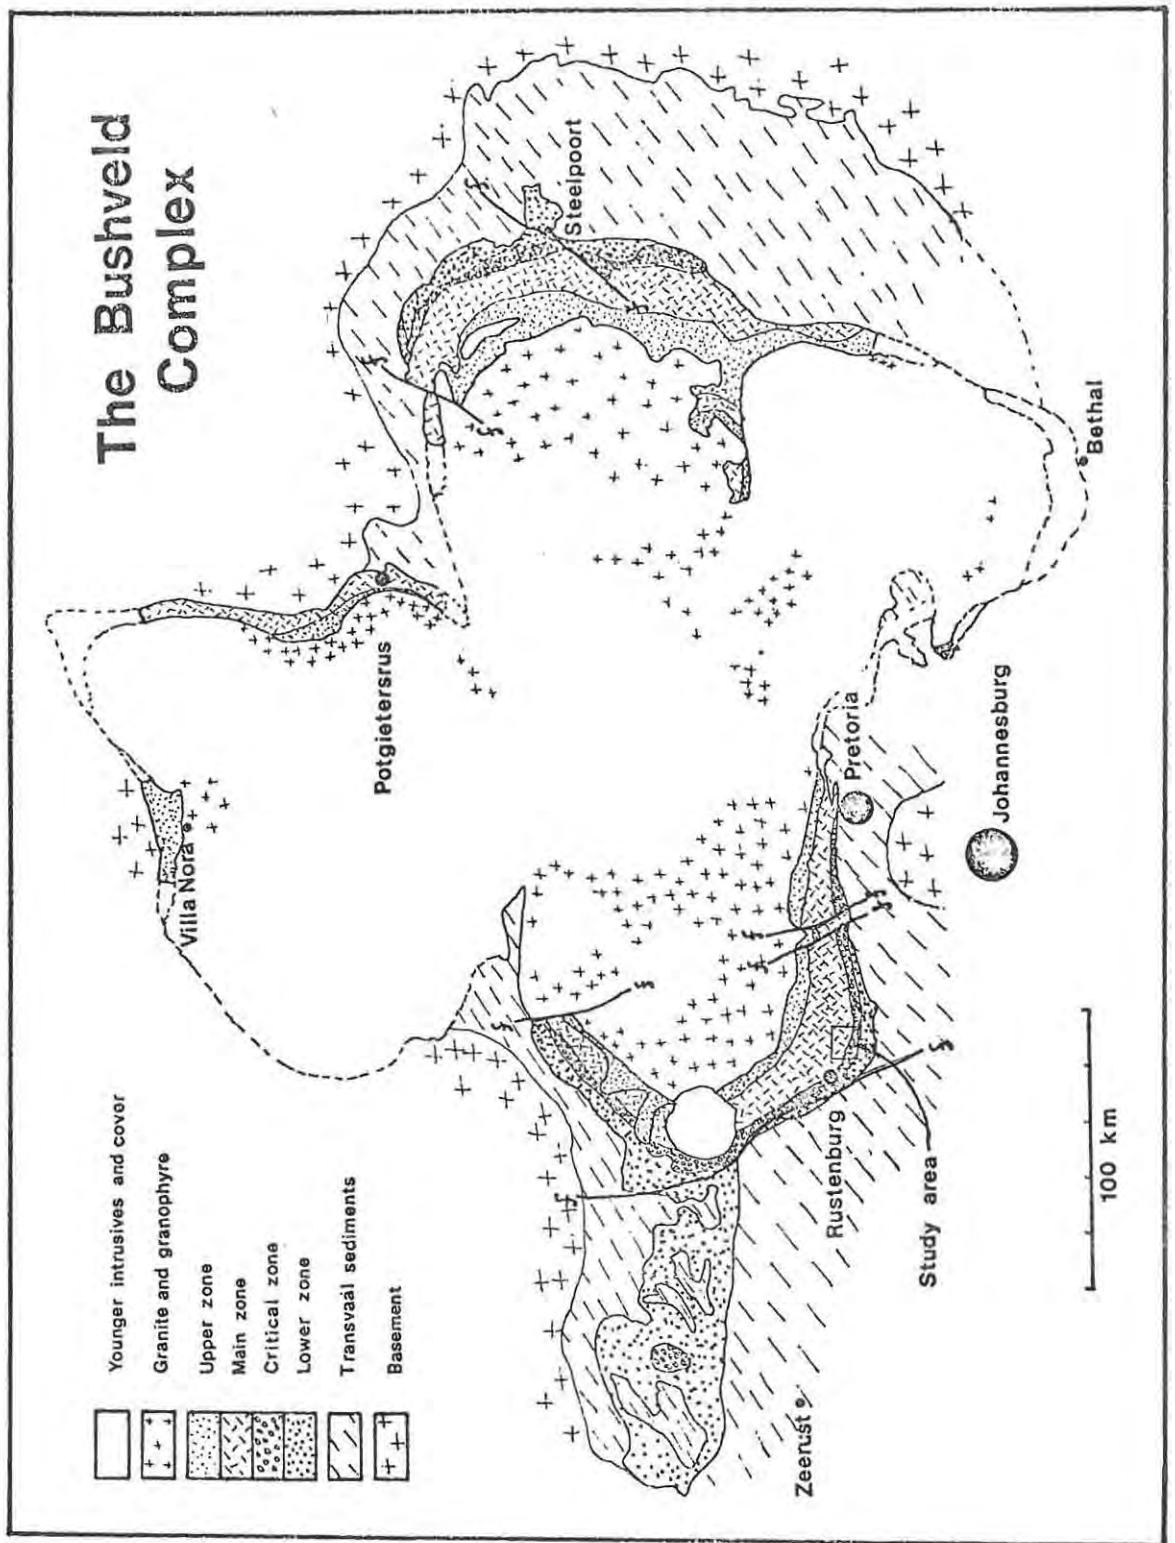 The Bushveld
Complex
Younger intrusives and cover
Granite and granophyre
Upper zone
Main zone
Critical zone
Lower zone
Transvaal sediments
Basement
Villa Nora
Potgietersrus
Steelpoort
Bethal
Pretoria
Johannesburg
Rustenburg
Study area
Zeerust
100 km